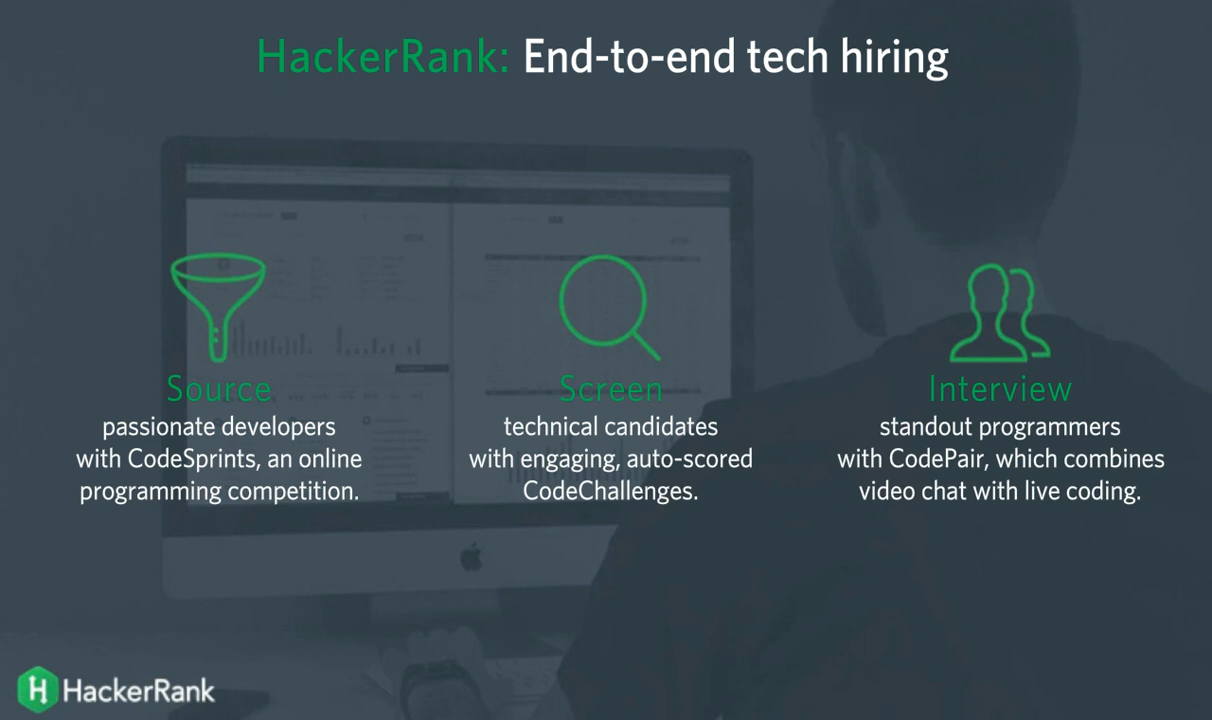 HackerRank: End-to-end tech hiring
Source
passionate developers
with CodeSprints, an online
programming competition.
Screen
technical candidates
with engaging, auto-scored
CodeChallenges.
Interview
standout programmers
with CodePair, which combines
video chat with live coding.
HackerRank